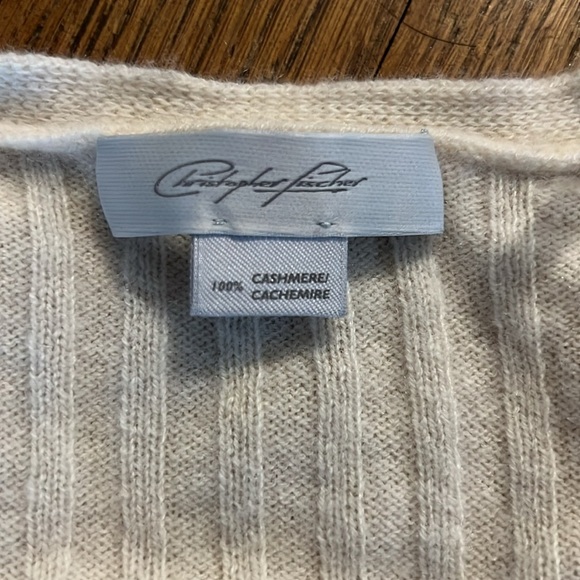 Christopher Fischer
100% CASHMERE/
CACHEMIRE